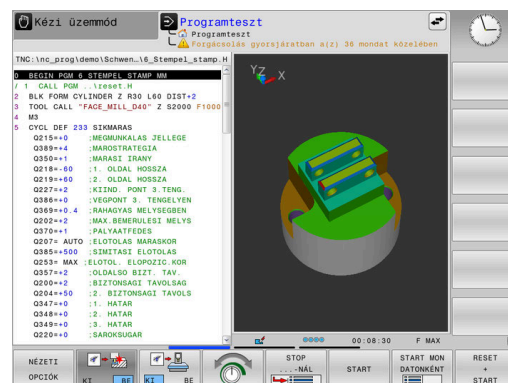 Kézi üzemmód
Programteszt
Programteszt
Forgácsolás gyorsjáratban a(z) 36 mondat közelében
TNC:\nc_prog\demo\Schwen...\6_Stempel_stamp.H
0 BEGIN PGM 6_STEMPEL_STAMP MM
/ 1 CALL PGM ..\reset.H
2 BLK FORM CYLINDER Z R30 L60 DIST+2
3 TOOL CALL "FACE_MILL_D40" Z S2000 F1000
4 M3
5 CYCL DEF 233 SIKMARAS
Q215=+0 ;MEGMUNKALAS JELLEGE
Q389=+4 ;MAROSTRATEGIA
Q350=+1 ;MARASI IRANY
Q218=-60 ;1. OLDAL HOSSZA
Q219=+60 ;2. OLDAL HOSSZA
Q227=+2 ;KIIND. PONT 3.TENG.
Q386=+0 ;VEGPONT 3. TENGELYEN
Q369=+0.4 ;RAHAGYAS MELYSEGBEN
Q202=+2 ;MAX.BEMERULESI MELYS
Q370=+1 ;PALYAATFEDES
Q207= AUTO ;ELOTOLAS MARASKOR
Q385=+500 ;SIMITASI ELOTOLAS
Q253= MAX ;ELOTOL. ELOPOZIC.KOR
Q357=+2 ;OLDALSO BIZT. TAV.
Q200=+2 ;BIZTONSAGI TAVOLSAG
Q204=+50 ;2. BIZTONSAGI TAVOLS
Q347=+0 ;1. HATAR
Q348=+0 ;2. HATAR
Q349=+0 ;3. HATAR
Q220=+0 ;SAROKSUGAR
Y Z X
00:08:30 F MAX
NÉZETI
OPCIÓK
KI BE
KI BE
STOP
...-NÁL
START
START MON
DATONKÉNT
RESET
+
START